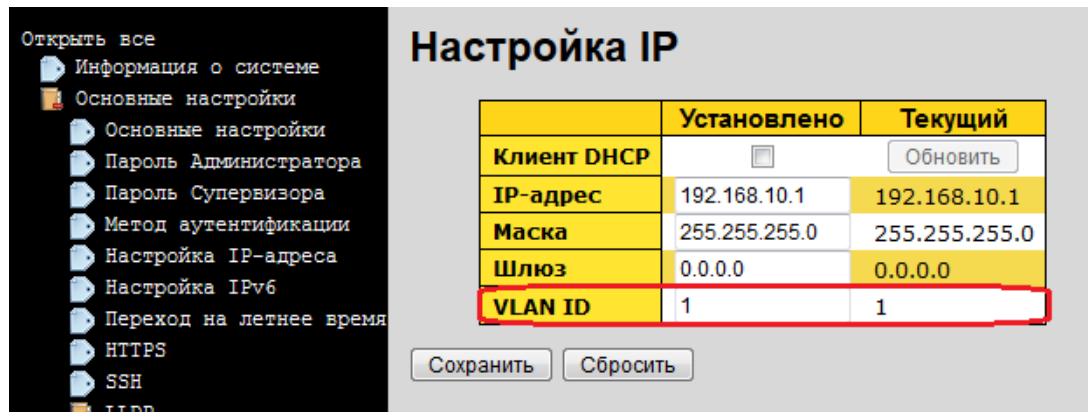 Открыть все
Информация о системе
Основные настройки
Основные настройки
Пароль Администратора
Пароль Супервизора
Метод аутентификации
Настройка IP-адреса
Настройка IPv6
Переход на летнее время
HTTPS
SSH
LLDP
Настройка IP
Установлено Текущий
Клиент DHCP Обновить
IP-адрес 192.168.10.1 192.168.10.1
Маска 255.255.255.0 255.255.255.0
Шлюз 0.0.0.0 0.0.0.0
VLAN ID 1 1
Сохранить Сбросить